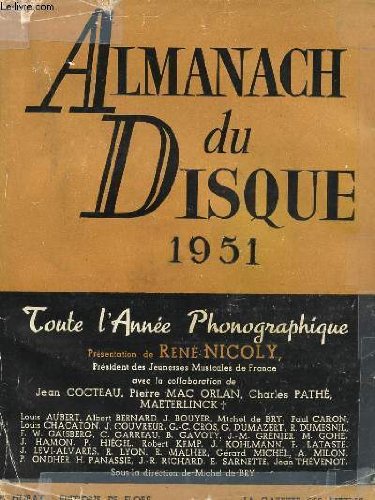 Le-livre.com
ALMANACH
du
DISQUE
1951
Toute l'Année Phonographique
Présentation de RENÉ NICOLY,
Président des Jeunesses Musicales de France
avec la collaboration de
Jean COCTEAU, Pierre MAC ORLAN, Charles PATHÉ,
MAETERLINCK †
Louis AUBERT, Albert BERNARD, J. BOUYER, Michel de BRY, Paul CARON,
Louis CHACATON, J. COUVREUR, G.-C. CROS, G. DUMAZERT, R. DUMESNIL,
F. W. GAISBERG, C. GARREAU, B. GAVOTY, J.-M. GRENIER, M. GOHE,
J. HAMON, P. HIEGEL, Robert KEMP, J. KOHLMANN, F. LATASTE,
J. LEVI-ALVARES, R. LYON, E. MALHER, Gérard MICHEL, A. MILON,
P. ONDHER, H. PANASSIE, J.-R. RICHARD, E. SARNETTE, Jean THÉVENOT.
Sous la direction de Michel de BRY